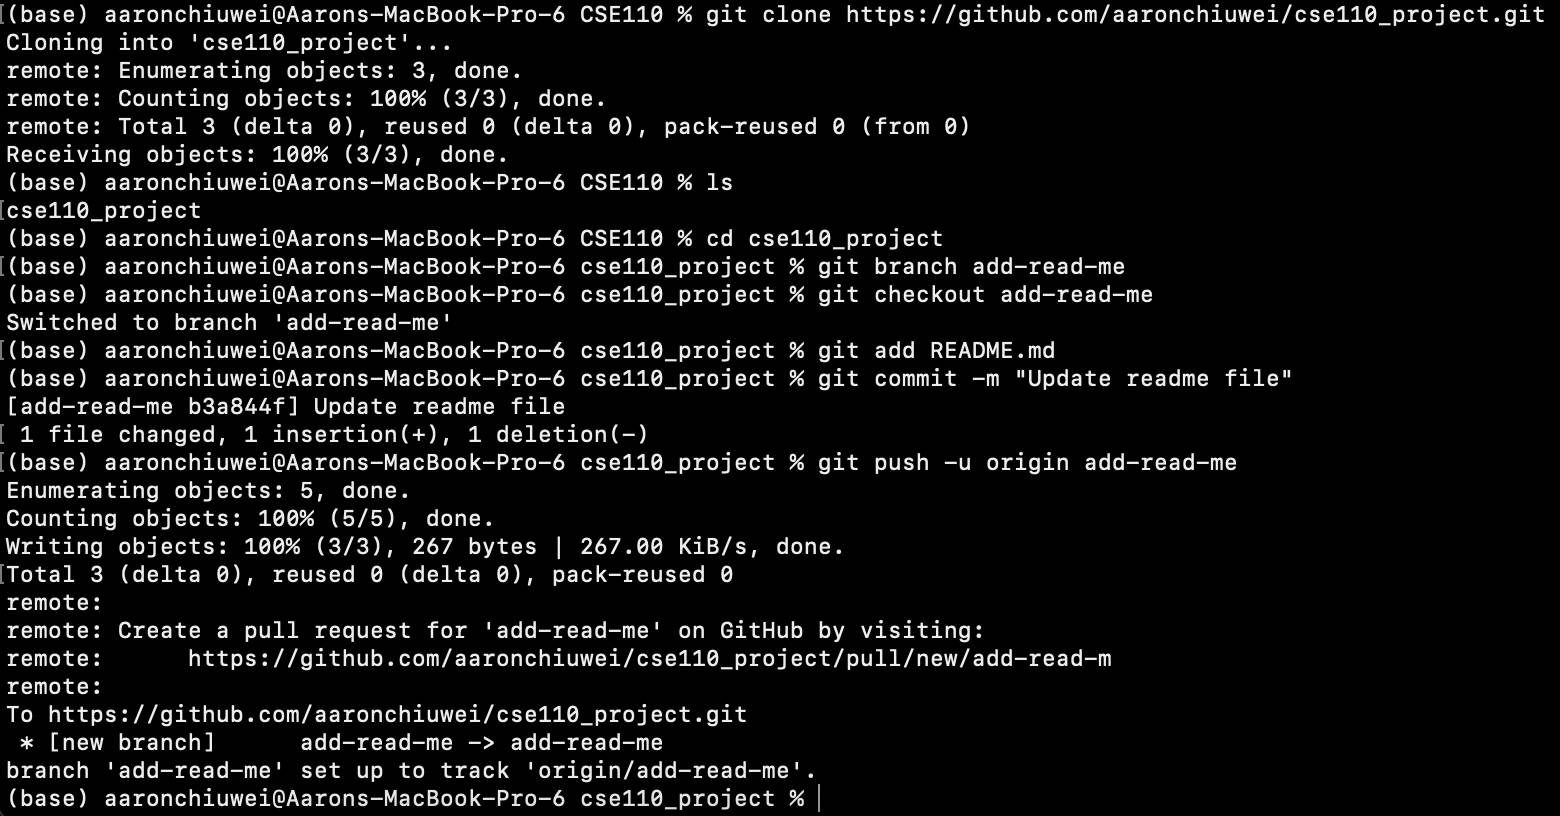 (base) aaronchiuwei@Aarons-MacBook-Pro-6 CSE110 % git clone https://github.com/aaronchiuwei/cse110_project.git
Cloning into 'cse110_project'...
remote: Enumerating objects: 3, done.
remote: Counting objects: 100% (3/3), done.
remote: Total 3 (delta 0), reused 0 (delta 0), pack-reused 0 (from 0)
Receiving objects: 100% (3/3), done.
(base) aaronchiuwei@Aarons-MacBook-Pro-6 CSE110 % ls
cse110_project
(base) aaronchiuwei@Aarons-MacBook-Pro-6 CSE110 % cd cse110_project
(base) aaronchiuwei@Aarons-MacBook-Pro-6 cse110_project % git branch add-read-me
(base) aaronchiuwei@Aarons-MacBook-Pro-6 cse110_project % git checkout add-read-me
Switched to branch 'add-read-me'
(base) aaronchiuwei@Aarons-MacBook-Pro-6 cse110_project % git add README.md
(base) aaronchiuwei@Aarons-MacBook-Pro-6 cse110_project % git commit -m "Update readme file"
[add-read-me b3a844f] Update readme file
 1 file changed, 1 insertion(+), 1 deletion(-)
(base) aaronchiuwei@Aarons-MacBook-Pro-6 cse110_project % git push -u origin add-read-me
Enumerating objects: 5, done.
Counting objects: 100% (5/5), done.
Writing objects: 100% (3/3), 267 bytes | 267.00 KiB/s, done.
Total 3 (delta 0), reused 0 (delta 0), pack-reused 0
remote:
remote: Create a pull request for 'add-read-me' on GitHub by visiting:
remote:      https://github.com/aaronchiuwei/cse110_project/pull/new/add-read-m
remote:
To https://github.com/aaronchiuwei/cse110_project.git
 * [new branch]      add-read-me -> add-read-me
branch 'add-read-me' set up to track 'origin/add-read-me'.
(base) aaronchiuwei@Aarons-MacBook-Pro-6 cse110_project %